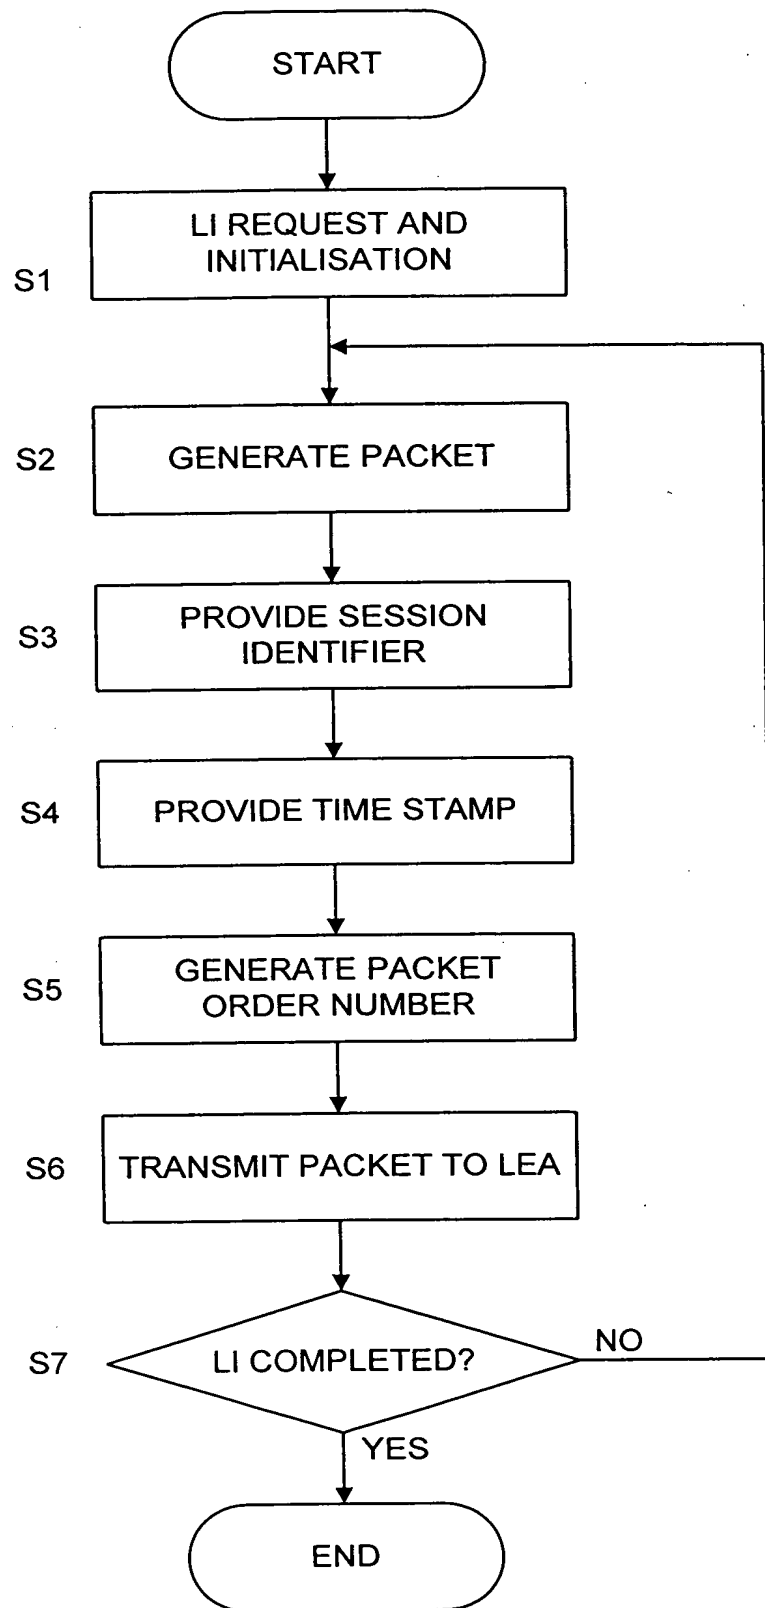 START
LI REQUEST AND
INITIALISATION
S1
S2
GENERATE PACKET
S3
PROVIDE SESSION
IDENTIFIER
S4
PROVIDE TIME STAMP
S5
GENERATE PACKET
ORDER NUMBER
S6
TRANSMIT PACKET TO LEA
S7
LI COMPLETED?
NO
YES
END